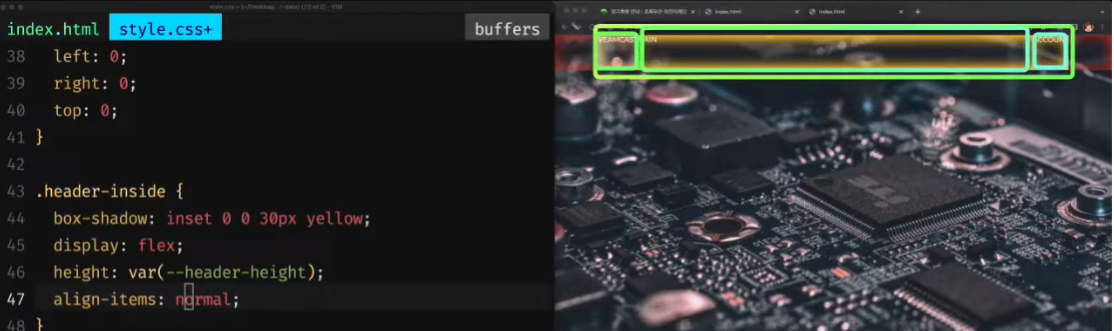 index.html style.css+ buffers
38 left: 0;
39 right: 0;
40 top: 0;
41 }
42
43 .header-inside {
44 box-shadow: inset 0 0 30px yellow;
45 display: flex;
46 height: var(--header-height);
47 align-items: normal;
48 }
index.html
index.html